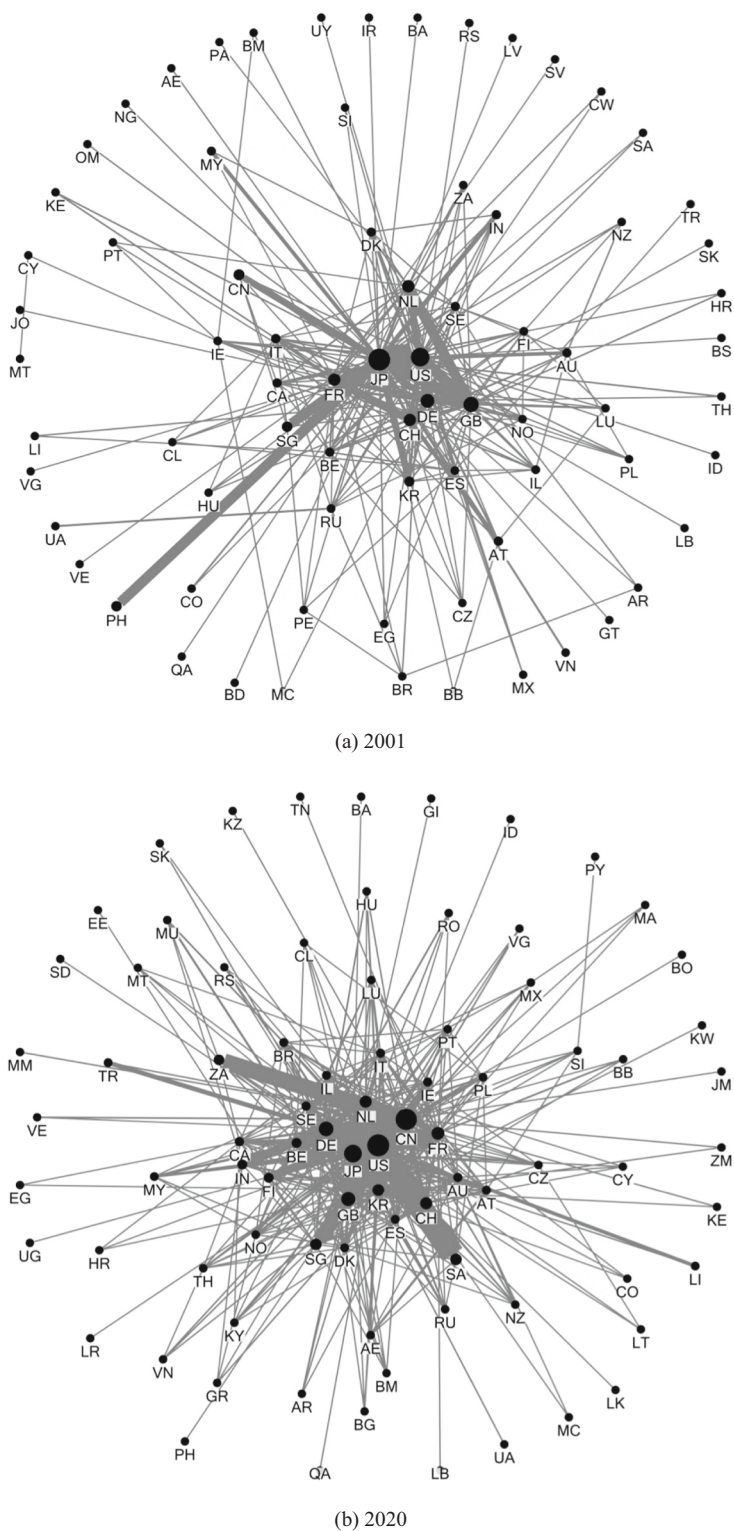 UY IR BA RS
PA BM LV
AE SV
NG SI CW
OM MY SA
KE ZA TR
PT DK IN NZ SK
CY CN NL HR
JO IE IT SE FI BS
MT CA FR JP US AU TH
LI SG DE GB LU
VG CL BE CH NO PL ID
HU KR ES IL
UA RU AT LB
VE
PH CO PE EG CZ AR
QA GT
BD MC BR BB MX VN
(a) 2001
KZ TN BA GI ID
SK PY
EE MU HU RO VG MA
SD MT RS CL LU MX BO
MM ZA BR IT PT SI BB KW
TR IL IE PL JM
VE SE NL CN
CA DE JP US FR ZM
EG MY IN BE FI KR AU AT CZ CY KE
UG HR NO GB ES CH
TH SG DK SA CO LI
LR KY AE RU NZ LT
VN GR BM LK
PH AR BG MC
QA LB UA
(b) 2020